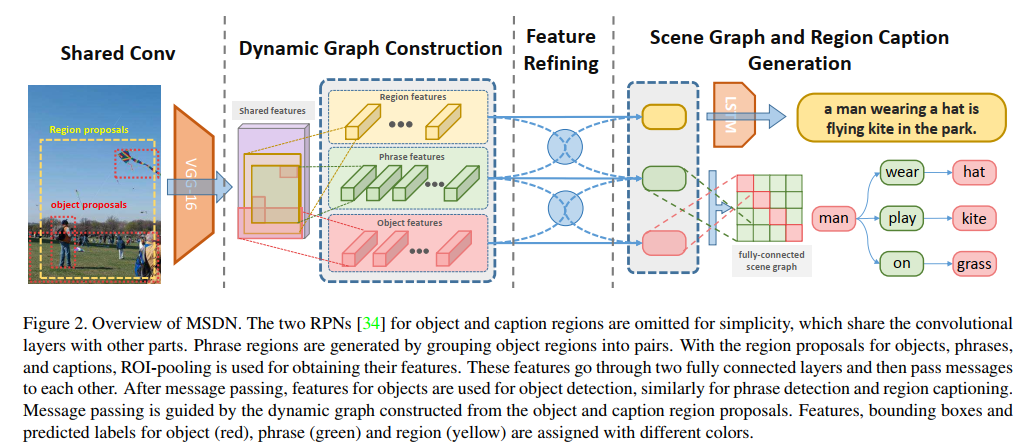 Shared Conv
Dynamic Graph Construction
Feature
Refining
Scene Graph and Region Caption
Generation
Region proposals
object proposals
VGG-16
Shared features
Region features
Phrase features
Object features
LSTM
a man wearing a hat is
flying kite in the park.
fully-connected
scene graph
man
wear
hat
play
kite
on
grass
Figure 2. Overview of MSDN. The two RPNs [34] for object and caption regions are omitted for simplicity, which share the convolutional
layers with other parts. Phrase regions are generated by grouping object regions into pairs. With the region proposals for objects, phrases,
and captions, ROI-pooling is used for obtaining their features. These features go through two fully connected layers and then pass messages
to each other. After message passing, features for objects are used for object detection, similarly for phrase detection and region captioning.
Message passing is guided by the dynamic graph constructed from the object and caption region proposals. Features, bounding boxes and
predicted labels for object (red), phrase (green) and region (yellow) are assigned with different colors.